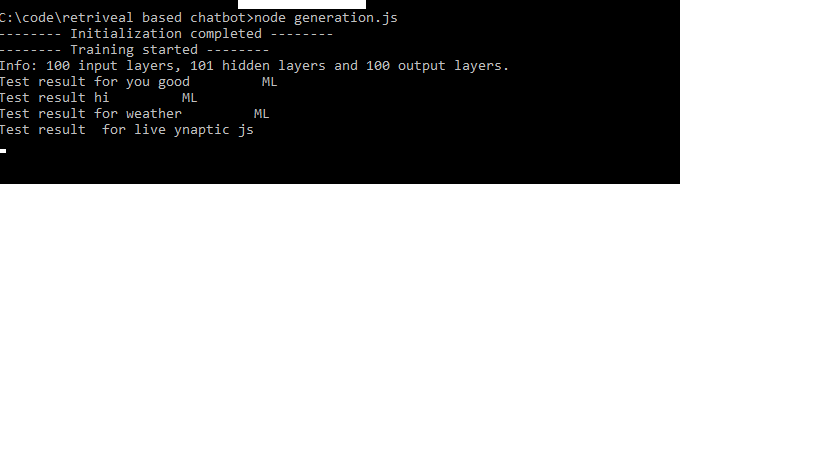 C:\code\retriveal based chatbot>node generation.js
-------- Initialization completed --------
-------- Training started --------
Info: 100 input layers, 101 hidden layers and 100 output layers.
Test result for you good         ML
Test result hi         ML
Test result for weather         ML
Test result  for live ynaptic js